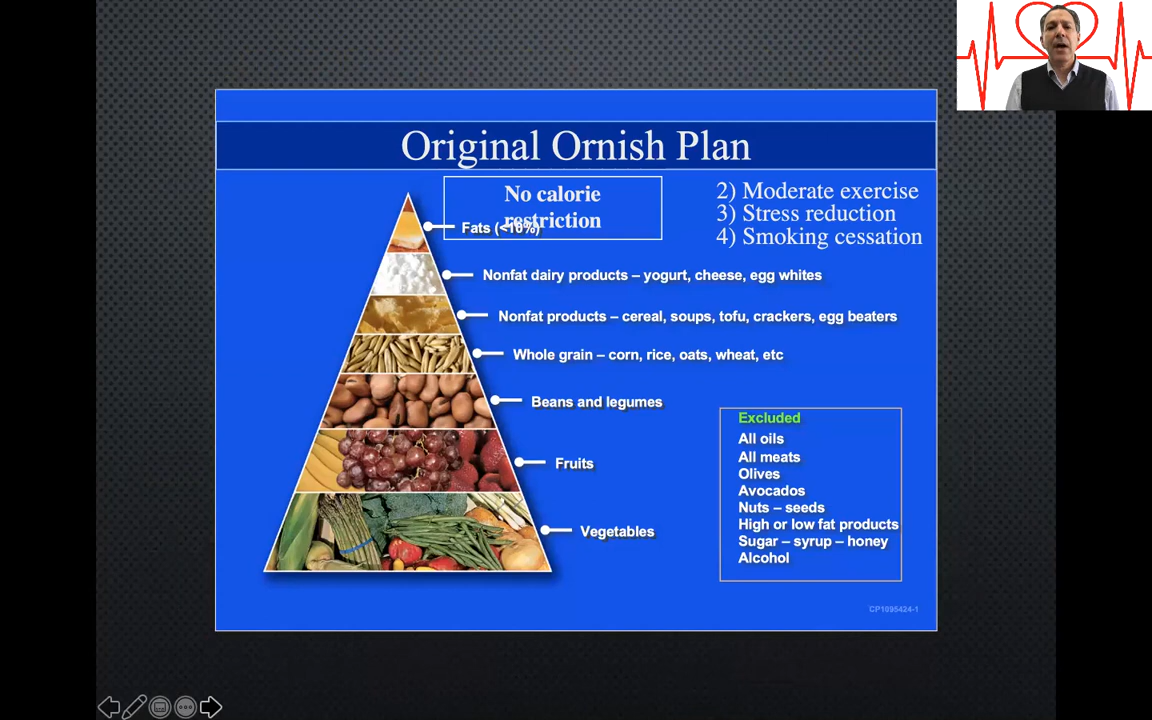 Original Ornish Plan
No calorie
restriction
2) Moderate exercise
3) Stress reduction
4) Smoking cessation
Fats (<10%)
Nonfat dairy products – yogurt, cheese, egg whites
Nonfat products – cereal, soups, tofu, crackers, egg beaters
Whole grain – corn, rice, oats, wheat, etc
Beans and legumes
Fruits
Vegetables
Excluded
All oils
All meats
Olives
Avocados
Nuts – seeds
High or low fat products
Sugar – syrup – honey
Alcohol
CP1095424-1